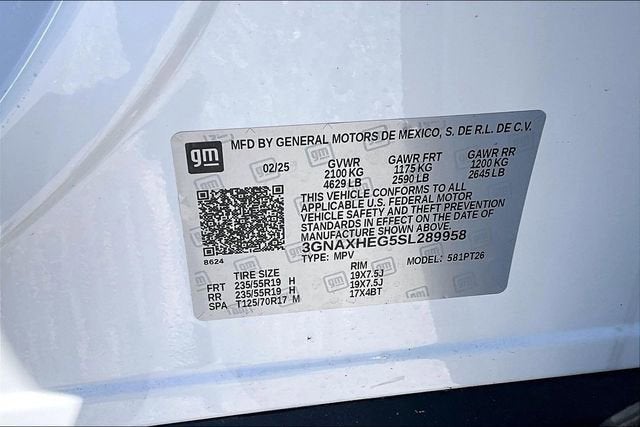 gm
MFD BY GENERAL MOTORS DE MEXICO, S. DE R.L. DE C.V.
02/25 GVWR GAWR FRT GAWR RR
2100 KG 1175 KG 1200 KG
4629 LB 2590 LB 2645 LB
THIS VEHICLE CONFORMS TO ALL
APPLICABLE U.S. FEDERAL MOTOR
VEHICLE SAFETY AND THEFT PREVENTION
STANDARDS IN EFFECT ON THE DATE OF
MANUFACTURE SHOWN ABOVE.
3GNAXHEG5SL289958
8624 TYPE: MPV MODEL: 581PT26
TIRE SIZE RIM
FRT 235/55R19 H 19X7.5J
RR 235/55R19 H 19X7.5J
SPA T125/70R17 M 17X4BT